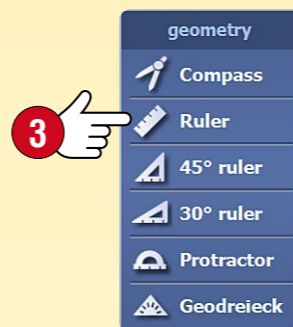 geometry
Compass
3
Ruler
45° ruler
30° ruler
Protractor
Geodreieck